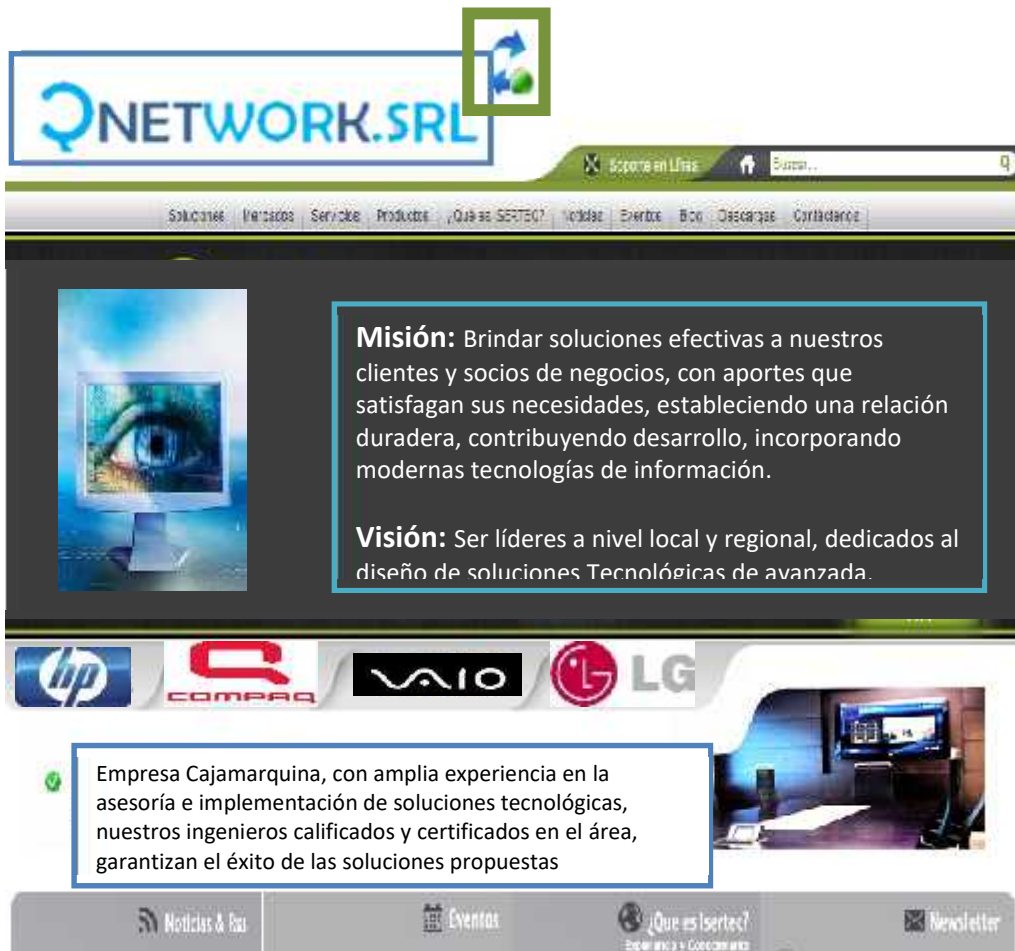 QNETWORK.SRL
Soporte en Línea Buscar...
Soluciones Mercados Servicios Productos ¿Qué es ISERTEC? Noticias Eventos Blog Descargas Contáctenos
Misión: Brindar soluciones efectivas a nuestros
clientes y socios de negocios, con aportes que
satisfagan sus necesidades, estableciendo una relación
duradera, contribuyendo desarrollo, incorporando
modernas tecnologías de información.
Visión: Ser líderes a nivel local y regional, dedicados al
diseño de soluciones Tecnológicas de avanzada.
hp COMPAQ VAIO LG
Empresa Cajamarquina, con amplia experiencia en la
asesoría e implementación de soluciones tecnológicas,
nuestros ingenieros calificados y certificados en el área,
garantizan el éxito de las soluciones propuestas
Noticias & Rss Eventos ¿Que es Isertec? Newsletter
Experiencia y Conocimiento